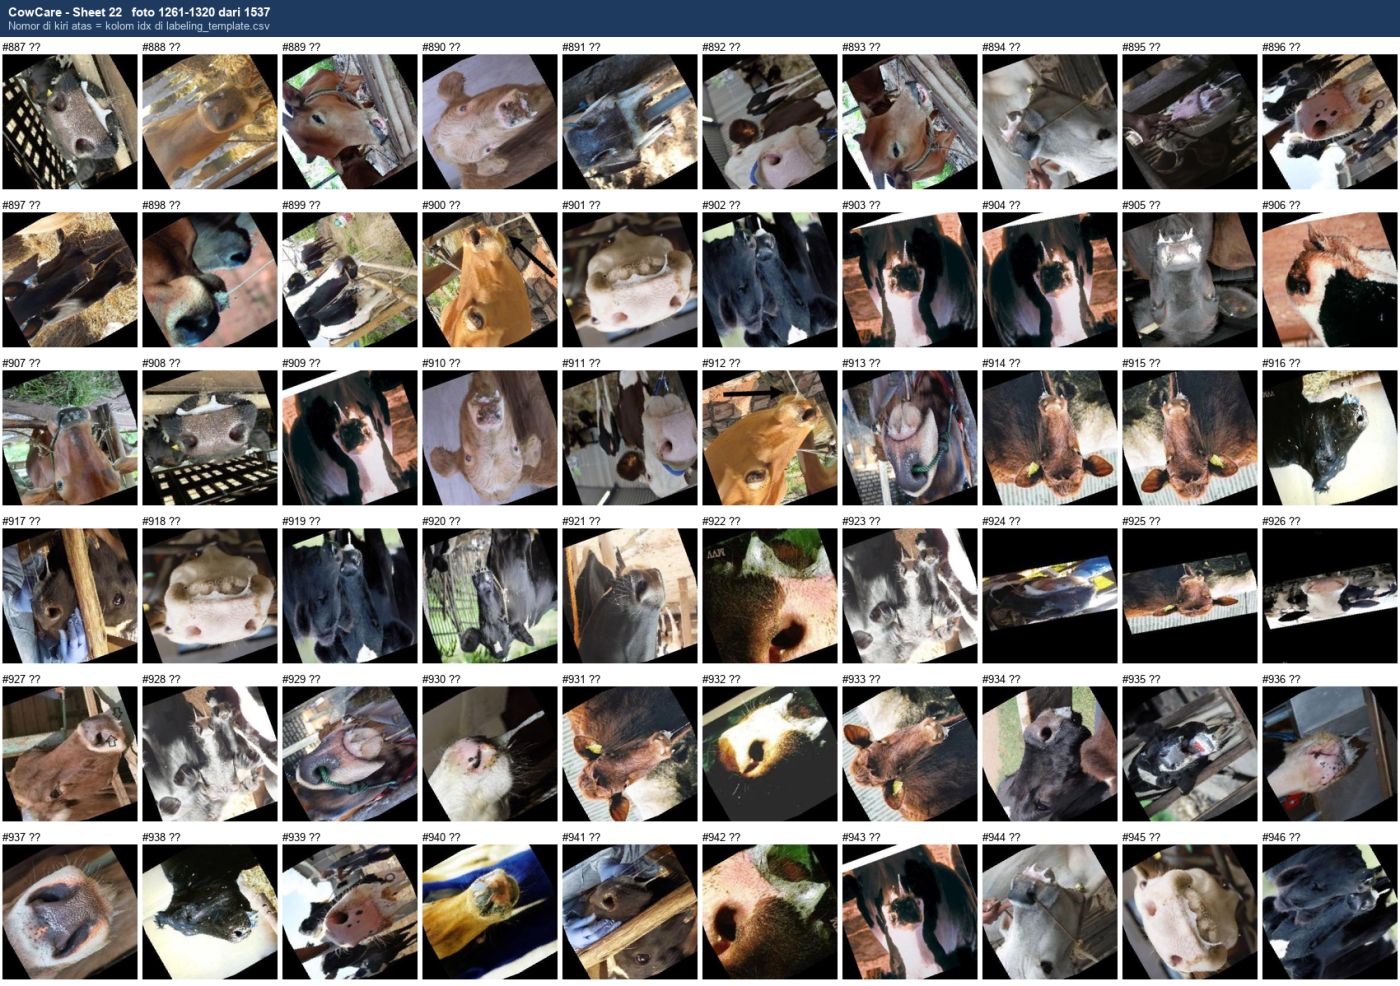 CowCare - Sheet 22   foto 1261-1320 dari 1537
Nomor di kiri atas = kolom idx di labeling_template.csv
#887 ?? #888 ?? #889 ?? #890 ?? #891 ?? #892 ?? #893 ?? #894 ?? #895 ?? #896 ??
#897 ?? #898 ?? #899 ?? #900 ?? #901 ?? #902 ?? #903 ?? #904 ?? #905 ?? #906 ??
#907 ?? #908 ?? #909 ?? #910 ?? #911 ?? #912 ?? #913 ?? #914 ?? #915 ?? #916 ??
#917 ?? #918 ?? #919 ?? #920 ?? #921 ?? #922 ?? #923 ?? #924 ?? #925 ?? #926 ??
#927 ?? #928 ?? #929 ?? #930 ?? #931 ?? #932 ?? #933 ?? #934 ?? #935 ?? #936 ??
#937 ?? #938 ?? #939 ?? #940 ?? #941 ?? #942 ?? #943 ?? #944 ?? #945 ?? #946 ??